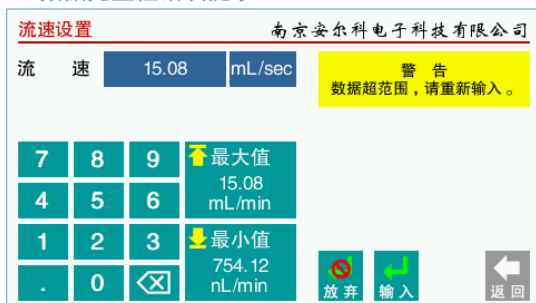 流速设置
南京安尔科电子科技有限公司
流 速 15.08 mL/sec
警 告
数据超范围，请重新输入。
7 8 9
最大值
15.08
mL/min
4 5 6
1 2 3
最小值
754.12
nL/min
. 0
放弃 输入 返回